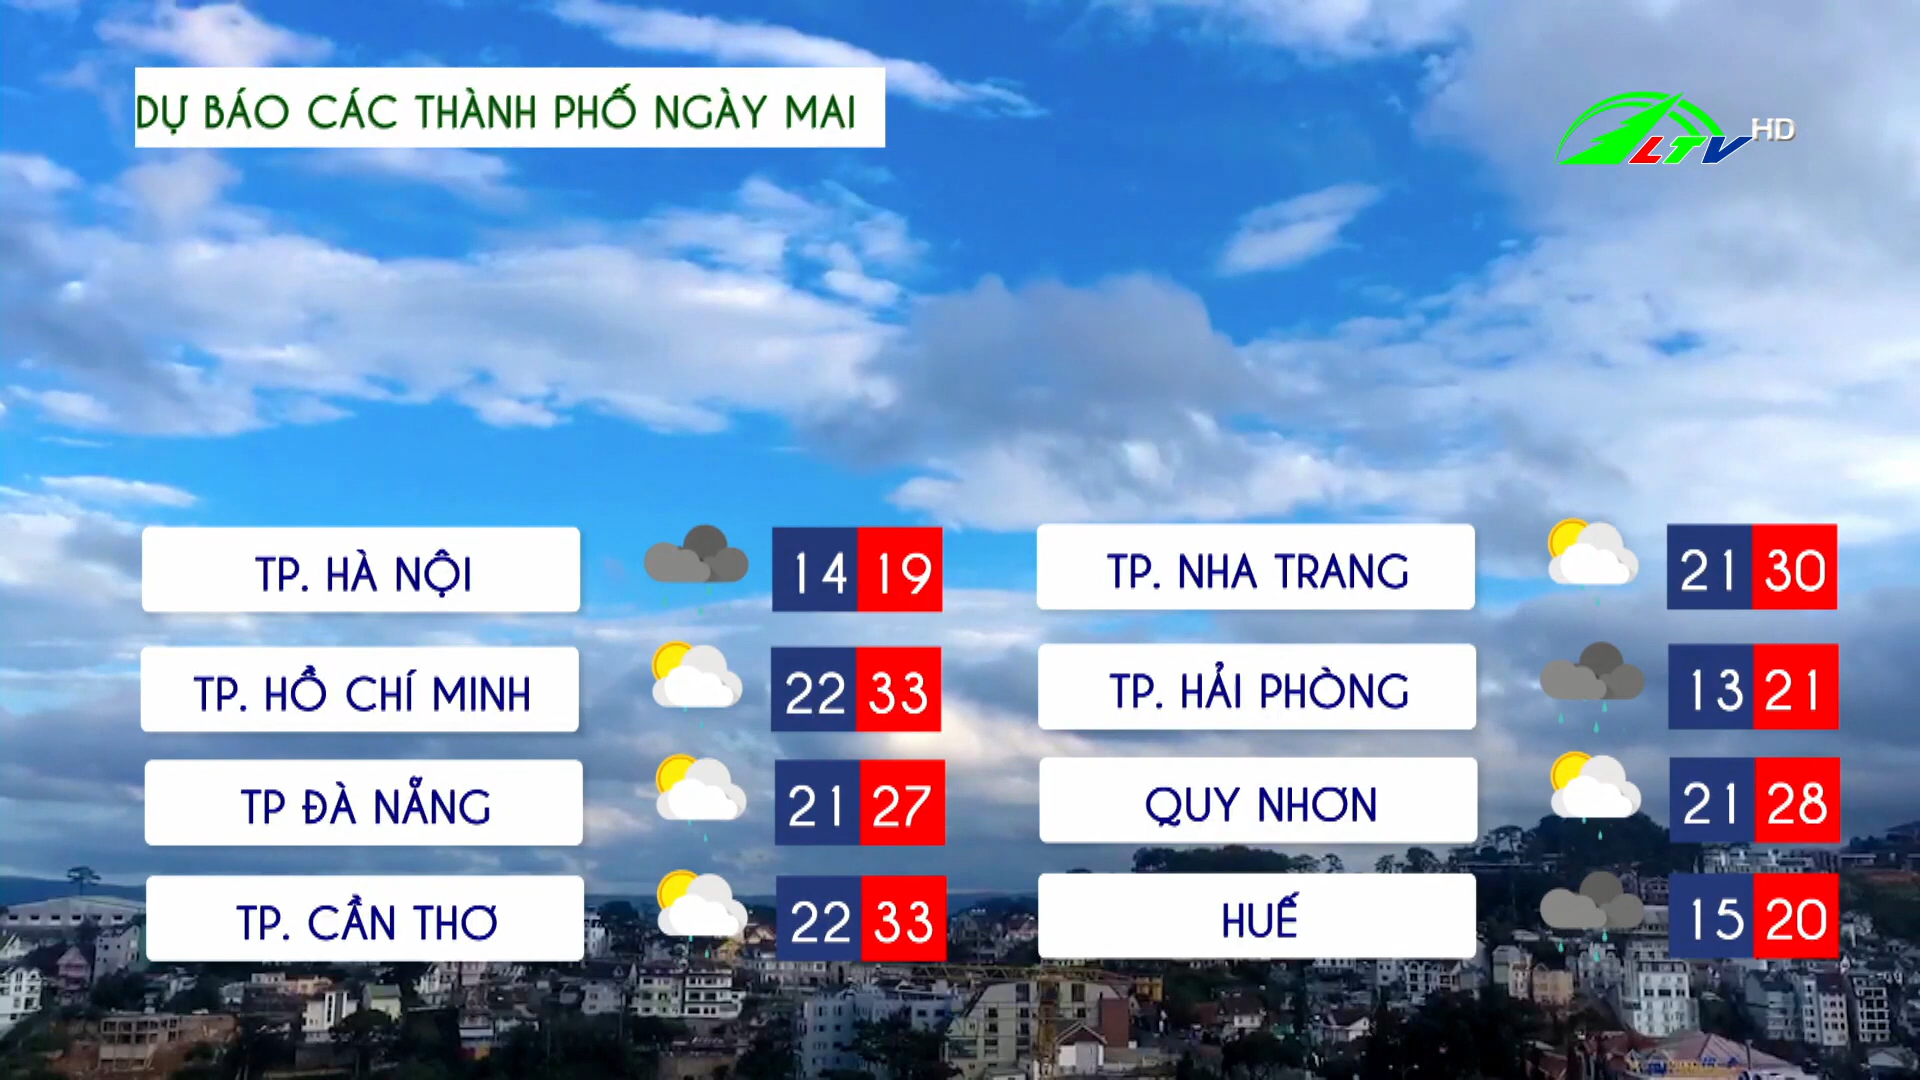 DỰ BÁO CÁC THÀNH PHỐ NGÀY MAI
LTV HD
TP. HÀ NỘI 14 19
TP. HỒ CHÍ MINH 22 33
TP ĐÀ NẴNG 21 27
TP. CẦN THƠ 22 33
TP. NHA TRANG 21 30
TP. HẢI PHÒNG 13 21
QUY NHƠN 21 28
HUẾ 15 20